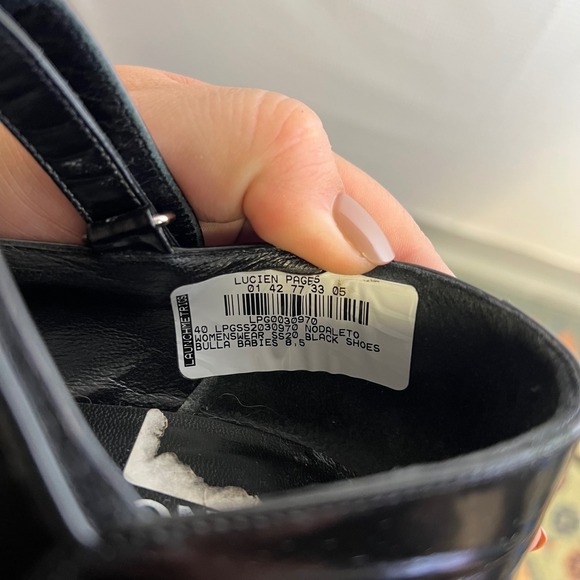 LUCIEN PAGES
01 42 77 33 05
LPG0030970
40 LPGSS2030970 NODALETO
WOMENSWEAR SS20 BLACK SHOES
BULLA BABIES 8,5
LAUNCHMETRICS